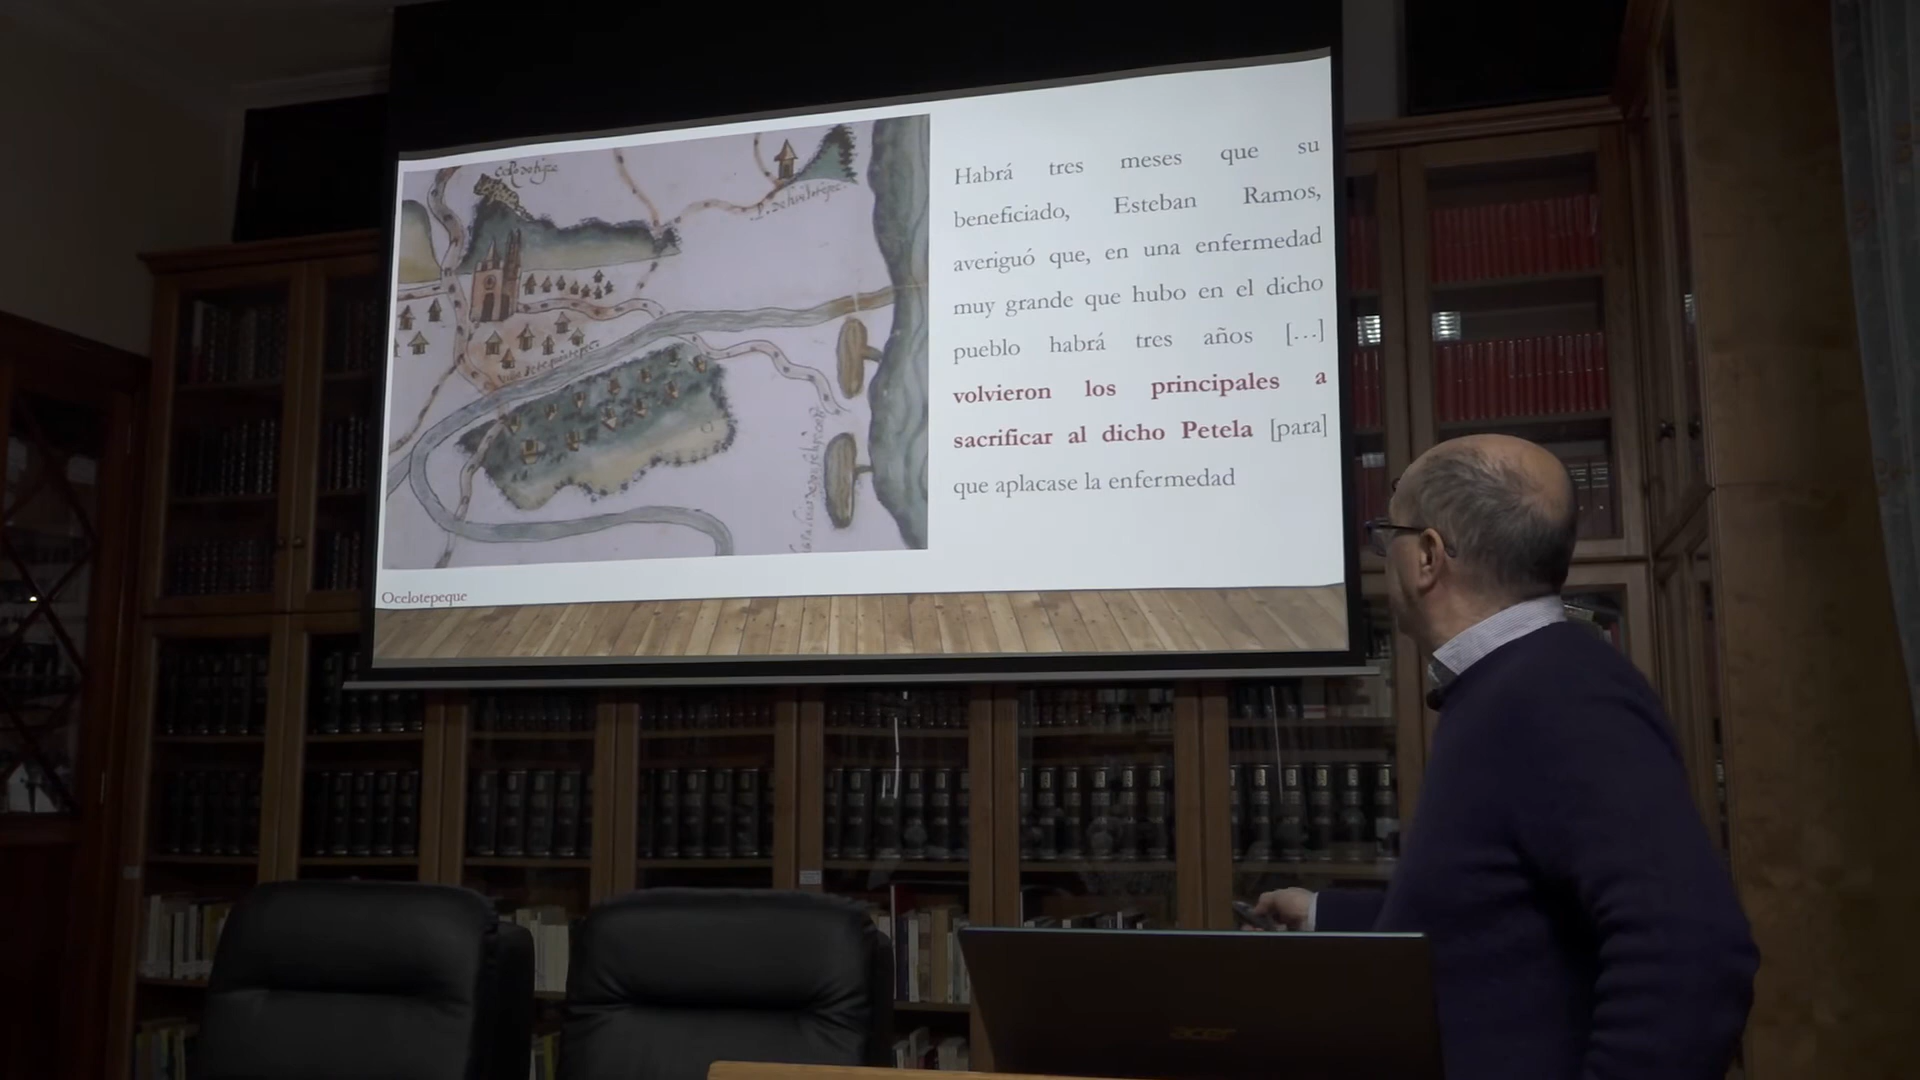 Habrá tres meses que su
beneficiado, Esteban Ramos,
averiguó que, en una enfermedad
muy grande que hubo en el dicho
pueblo habrá tres años [...]
volvieron los principales a
sacrificar al dicho Petela [para]
que aplacase la enfermedad
Ocelotepeque
acer